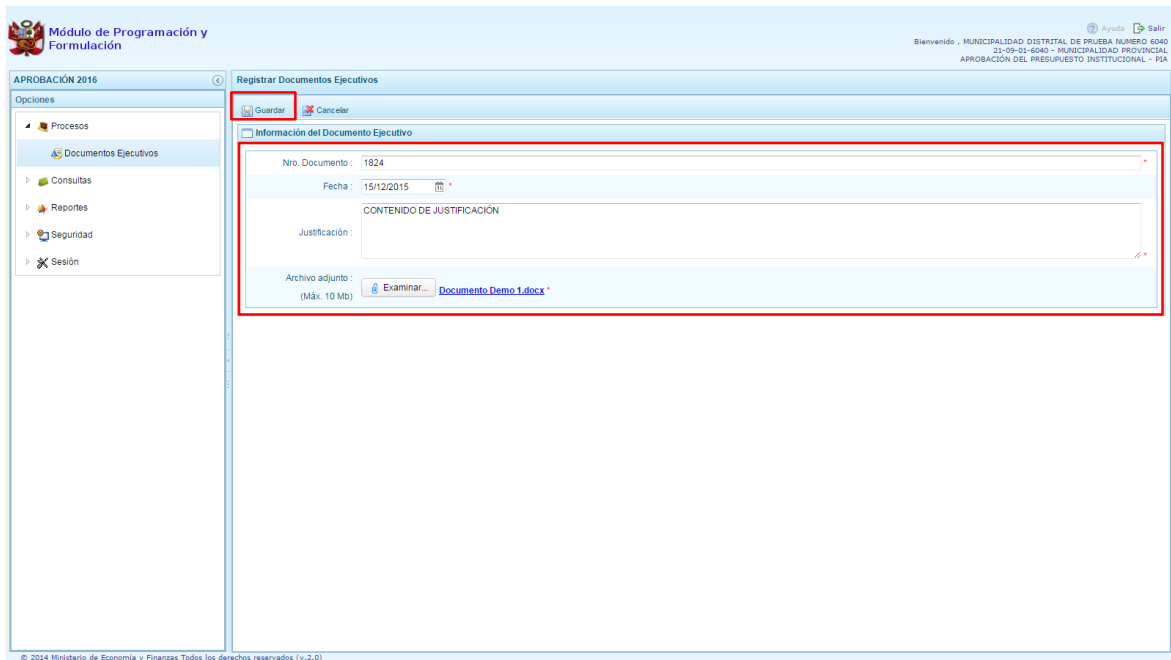 Módulo de Programación y
Formulación
Ayuda Salir
Bienvenido , MUNICIPALIDAD DISTRITAL DE PRUEBA NUMERO 6040
21-09-01-6040 - MUNICIPALIDAD PROVINCIAL
APROBACIÓN DEL PRESUPUESTO INSTITUCIONAL - PIA
APROBACIÓN 2016
Opciones
Procesos
Documentos Ejecutivos
Consultas
Reportes
Seguridad
Sesión
Registrar Documentos Ejecutivos
Guardar Cancelar
Información del Documento Ejecutivo
Nro. Documento : 1824 *
Fecha : 15/12/2015 *
Justificación : CONTENIDO DE JUSTIFICACIÓN *
Archivo adjunto :
(Máx. 10 Mb) Examinar... Documento Demo 1.docx *
© 2014 Ministerio de Economía y Finanzas Todos los derechos reservados (v.2.0)